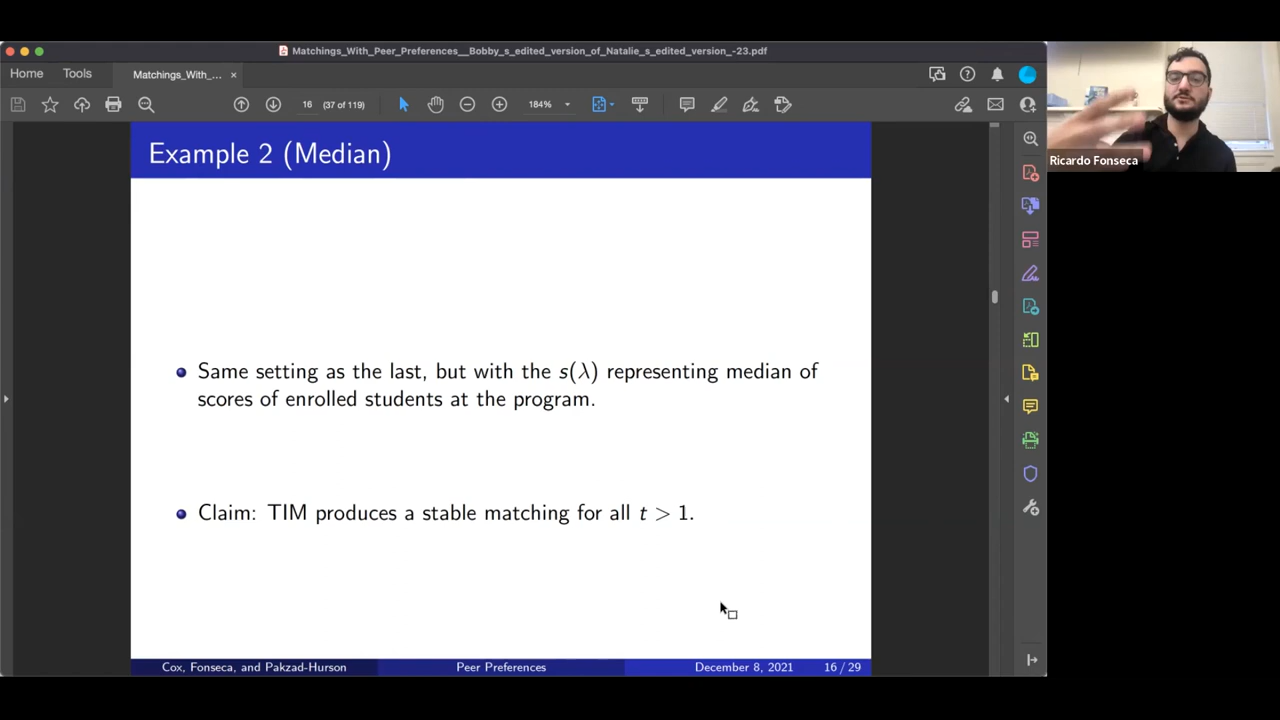 Matchings_With_Peer_Preferences__Bobby_s_edited_version_of_Natalie_s_edited_version_-23.pdf
Home Tools Matchings_With_... ×
16 (37 of 119) 184%
Example 2 (Median)
Ricardo Fonseca
Same setting as the last, but with the s(λ) representing median of
scores of enrolled students at the program.
Claim: TIM produces a stable matching for all t > 1.
Cox, Fonseca, and Pakzad-Hurson Peer Preferences December 8, 2021 16 / 29